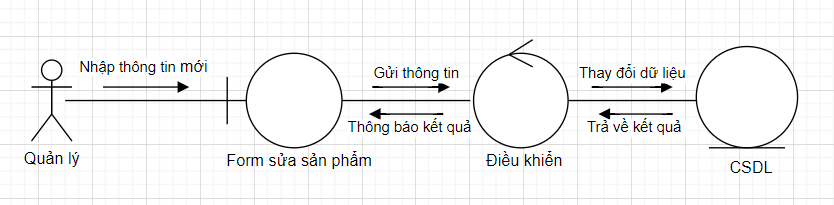 Nhập thông tin mới
Gửi thông tin
Thay đổi dữ liệu
Thông báo kết quả
Trả về kết quả
Quản lý
Form sửa sản phẩm
Điều khiển
CSDL